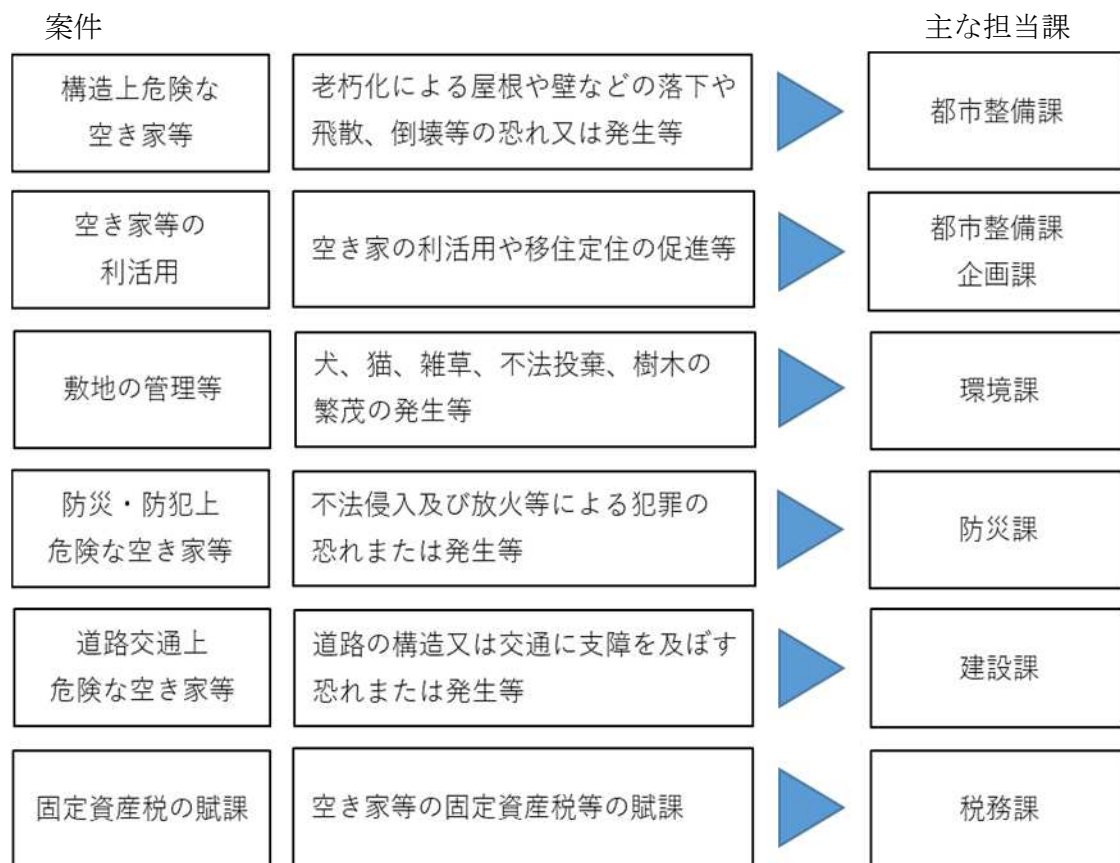 案件
主な担当課
構造上危険な
空き家等
老朽化による屋根や壁などの落下や
飛散、倒壊等の恐れ又は発生等
都市整備課
空き家等の
利活用
空き家の利活用や移住定住の促進等
都市整備課
企画課
敷地の管理等
犬、猫、雑草、不法投棄、樹木の
繁茂の発生等
環境課
防災・防犯上
危険な空き家等
不法侵入及び放火等による犯罪の
恐れまたは発生等
防災課
道路交通上
危険な空き家等
道路の構造又は交通に支障を及ぼす
恐れまたは発生等
建設課
固定資産税の賦課
空き家等の固定資産税等の賦課
税務課